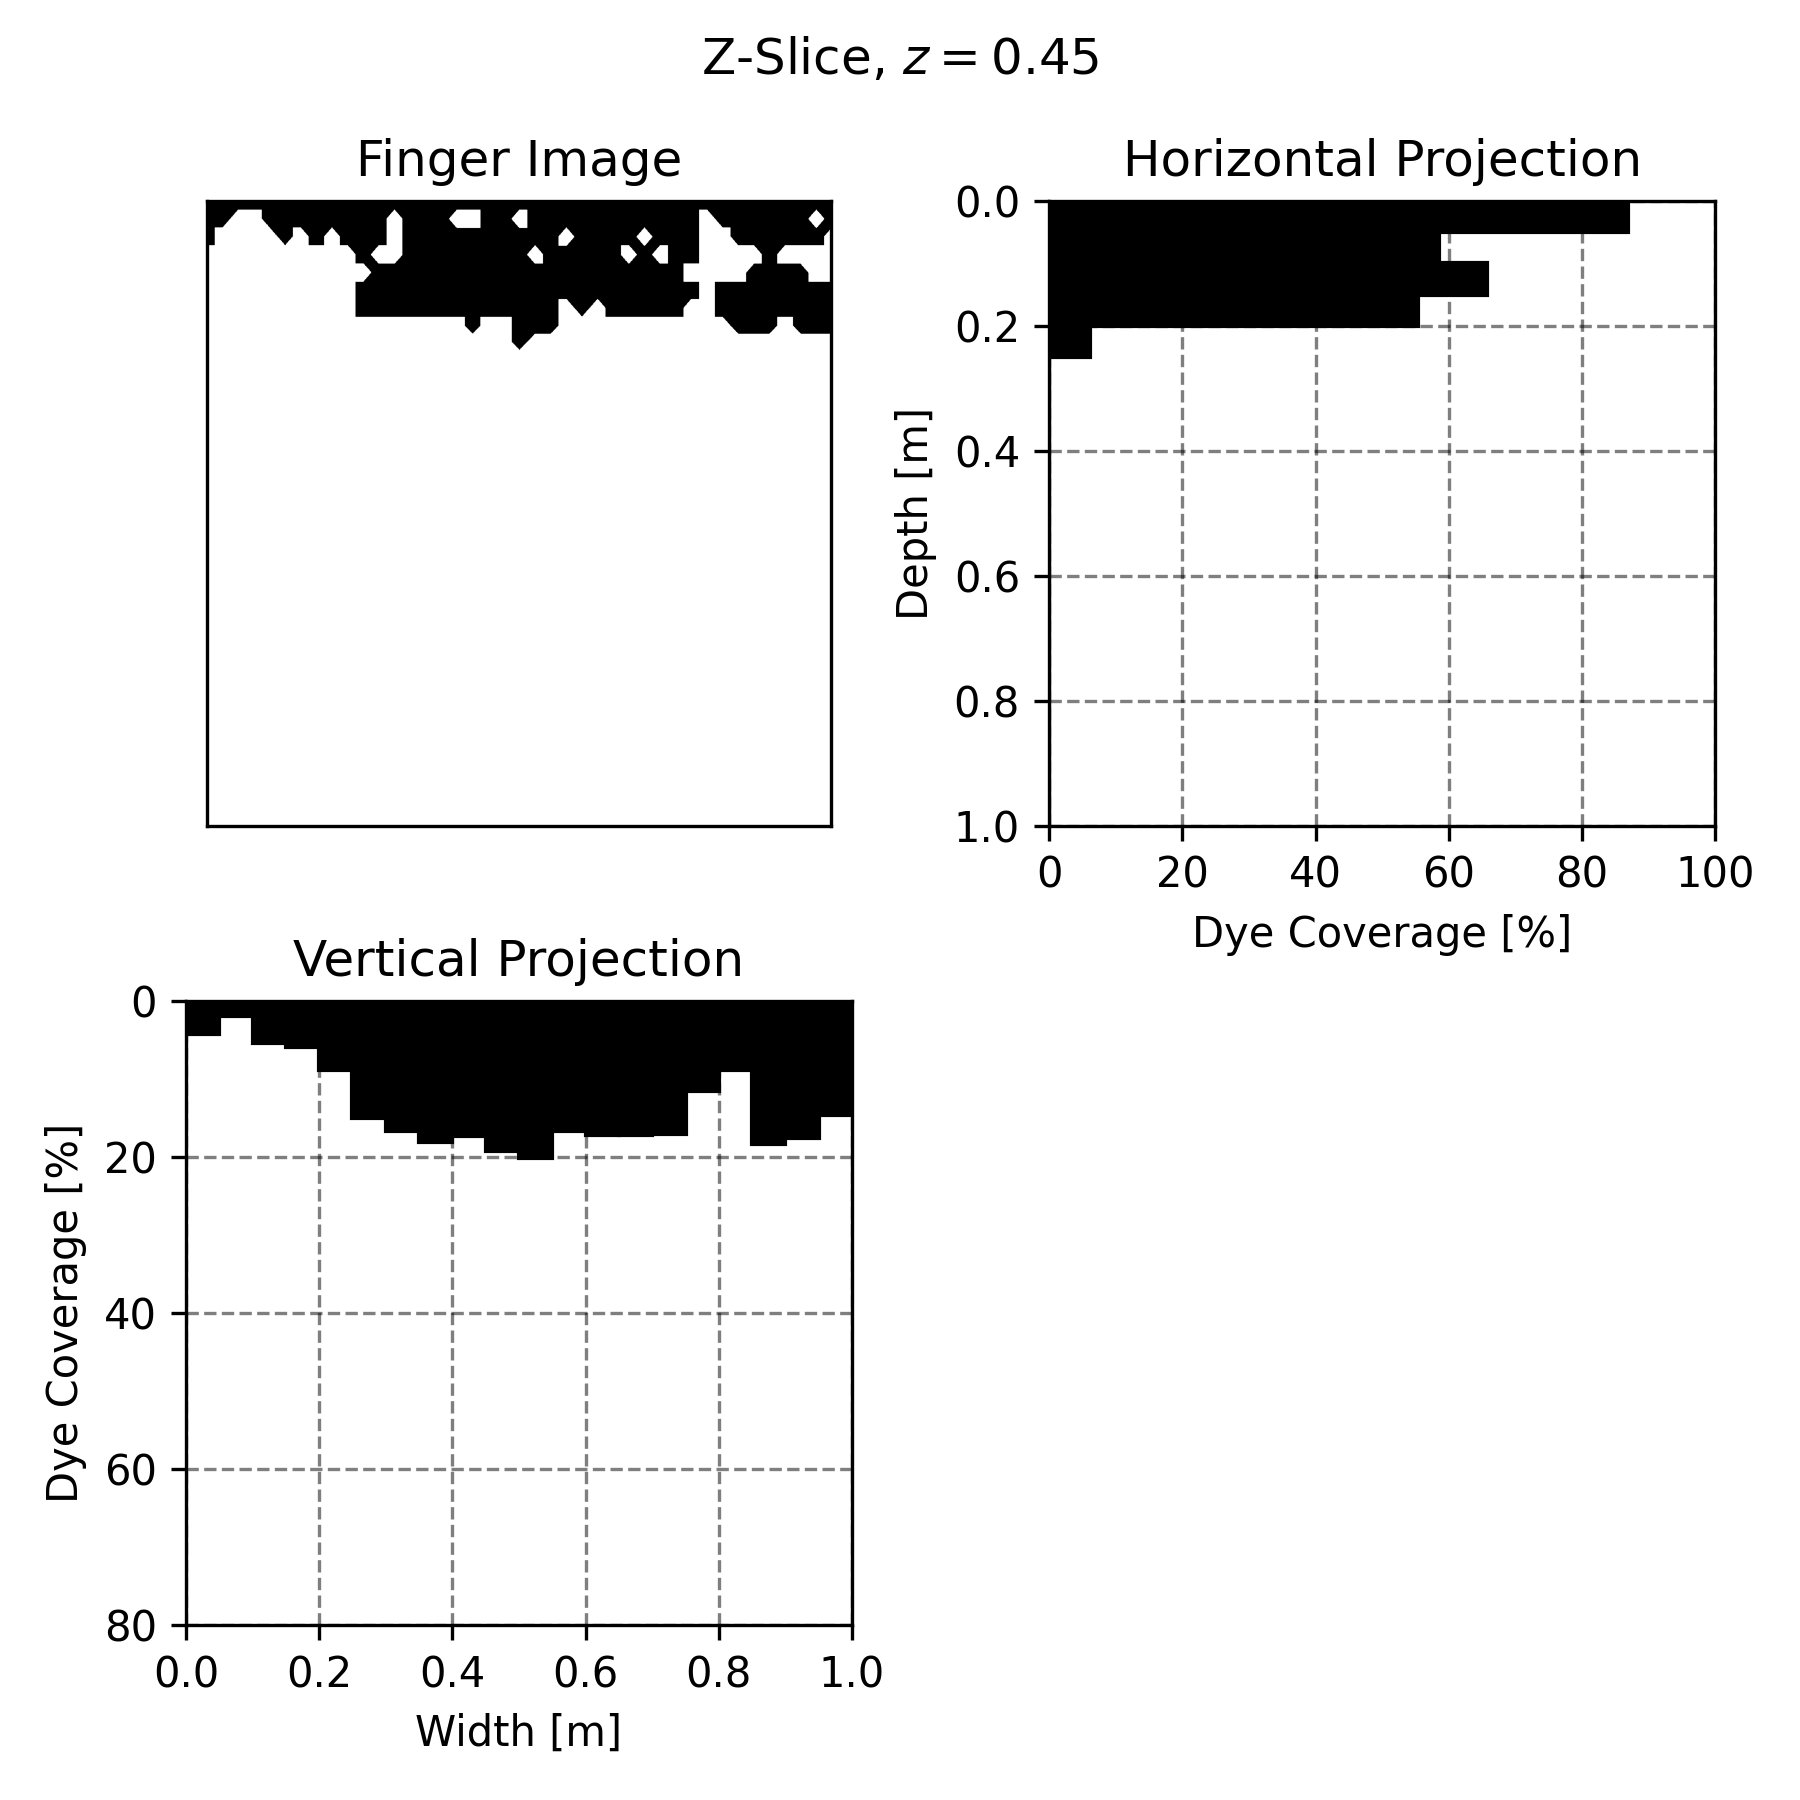 Z-Slice, z = 0.45
Finger Image
Horizontal Projection
0.0
0.2
0.4
0.6
0.8
1.0
Depth [m]
0 20 40 60 80 100
Dye Coverage [%]
Vertical Projection
0
20
40
60
80
Dye Coverage [%]
0.0 0.2 0.4 0.6 0.8 1.0
Width [m]